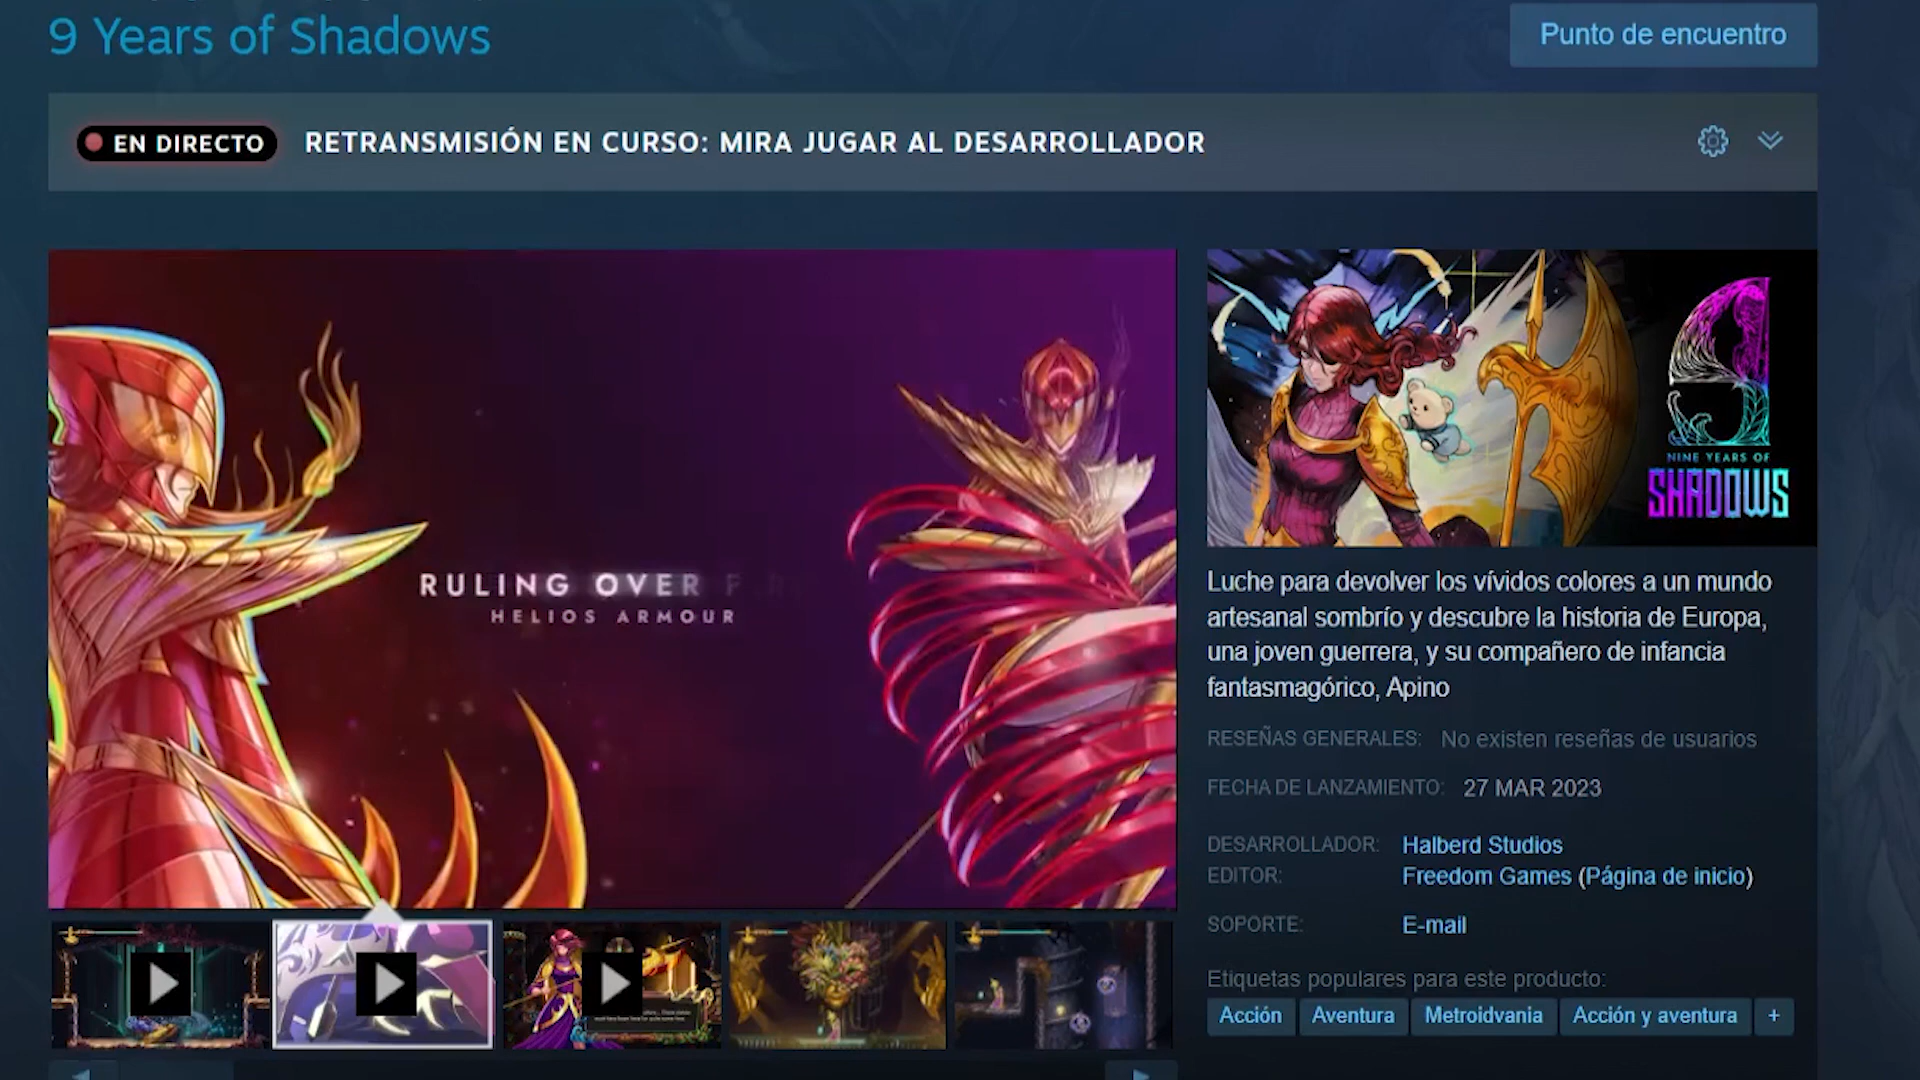 9 Years of Shadows
Punto de encuentro
EN DIRECTO
RETRANSMISIÓN EN CURSO: MIRA JUGAR AL DESARROLLADOR
RULING OVER F
HELIOS ARMOUR
NINE YEARS OF
SHADOWS
Luche para devolver los vívidos colores a un mundo
artesanal sombrío y descubre la historia de Europa,
una joven guerrera, y su compañero de infancia
fantasmagórico, Apino
RESEÑAS GENERALES: No existen reseñas de usuarios
FECHA DE LANZAMIENTO: 27 MAR 2023
DESARROLLADOR: Halberd Studios
EDITOR: Freedom Games (Página de inicio)
SOPORTE: E-mail
Etiquetas populares para este producto:
Acción Aventura Metroidvania Acción y aventura +